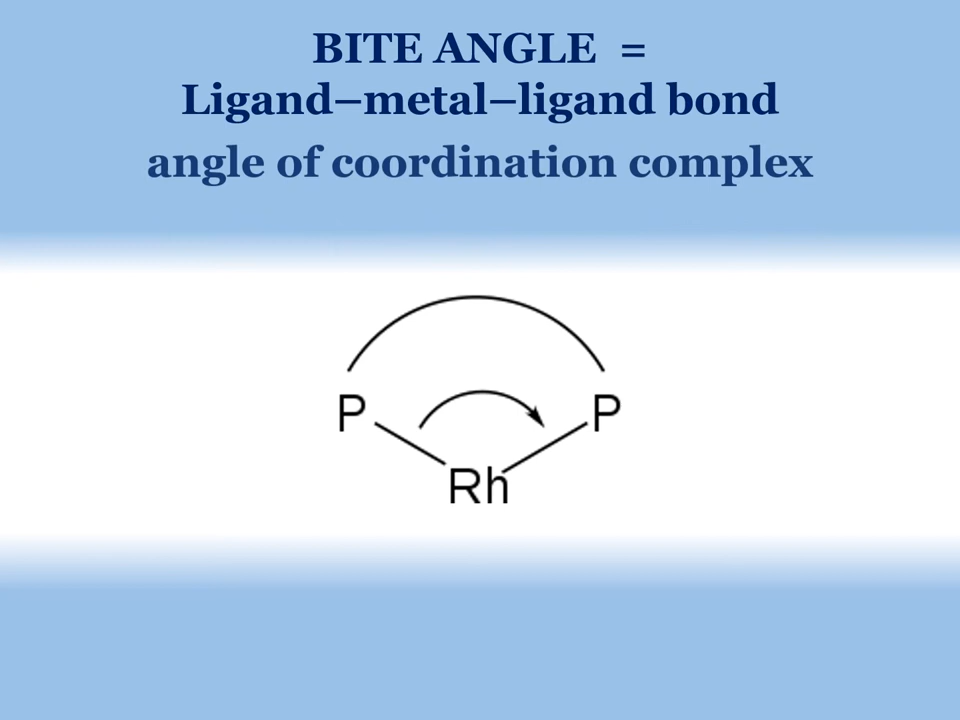 BITE ANGLE =
Ligand–metal–ligand bond
angle of coordination complex
P P
Rh